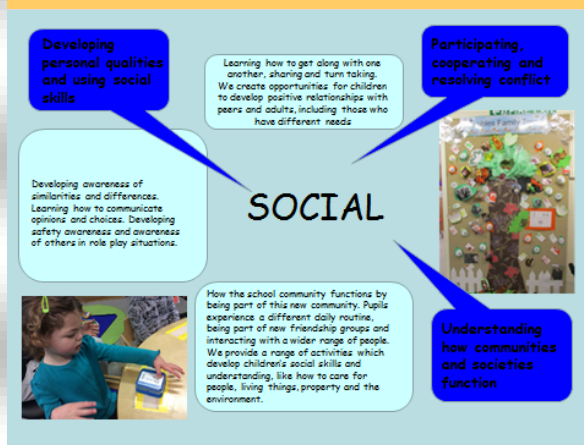 Developing
personal qualities
and using social
skills
Learning how to get along with one
another, sharing and turn taking.
We create opportunities for children
to develop positive relationships with
peers and adults, including those who
have different needs
Participating,
cooperating and
resolving conflict
Developing awareness of
similarities and differences.
Learning how to communicate
opinions and choices. Developing
safety awareness and awareness
of others in role play situations.
SOCIAL
Family
How the school community functions by
being part of this new community. Pupils
experience a different daily routine,
being part of new friendship groups and
interacting with a wider range of people.
We provide a range of activities which
develop children's social skills and
understanding, like how to care for
people, living things, property and the
environment.
Understanding
how communities
and societies
function